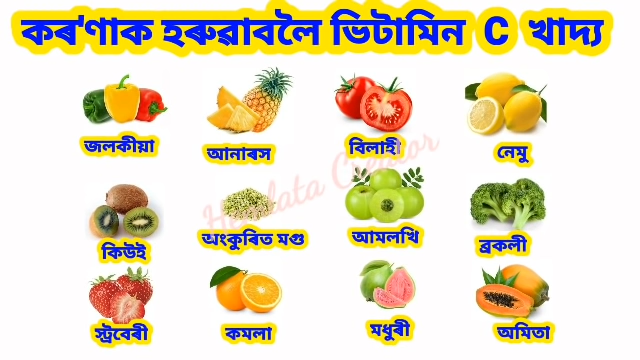 কৰ'ণাক হৰুৱাবলৈ ভিটামিন C খাদ্য
জলকীয়া
আনাৰস
বিলাহী
নেমু
কিউই
অংকুৰিত মগু
আমলখি
ব্ৰকলী
স্ট্ৰবেৰী
কমলা
মধুৰী
অমিতা